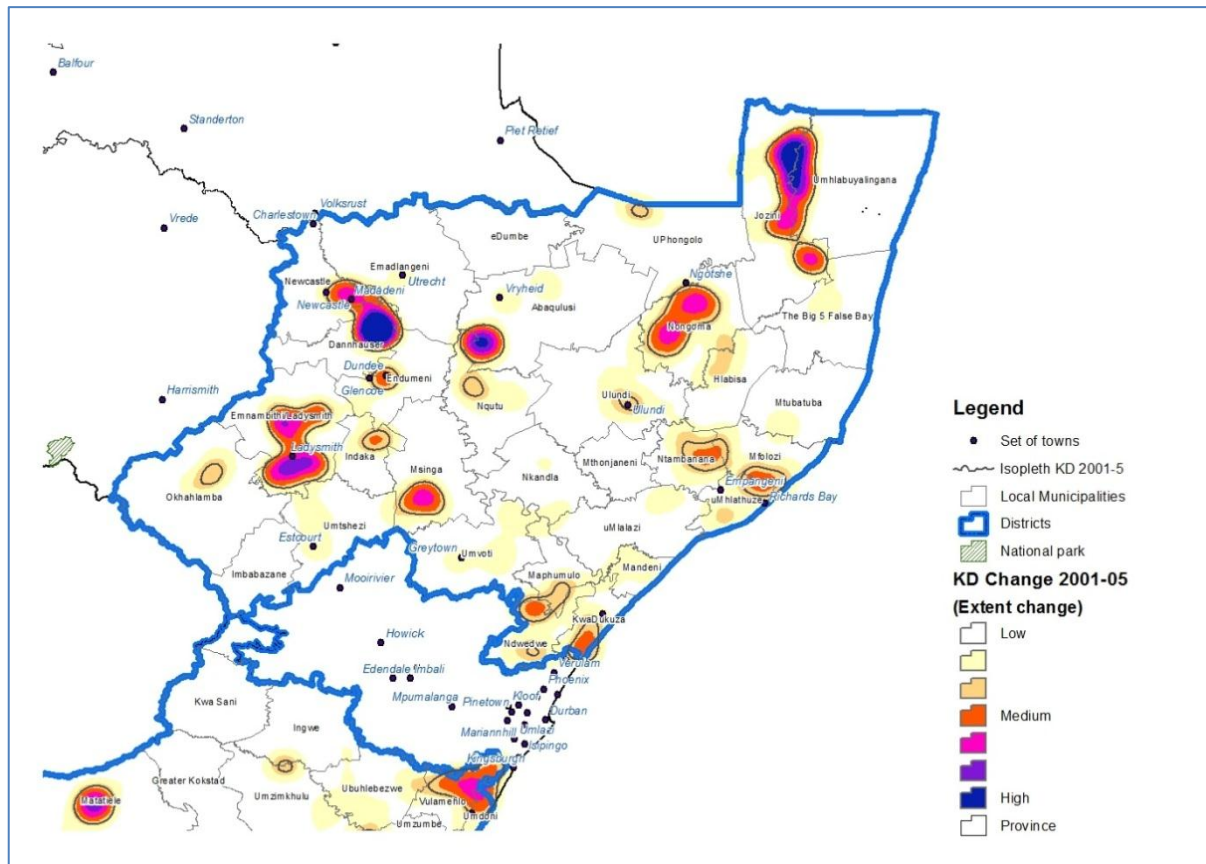 Balfour
Standerton
Piet Retief
Vrede
Volksrust
Charlestown
Umhlabuyalingana
Jozini
UPhongolo
eDumbe
Emadlangeni
Utrecht
Ngotshe
Newcastle
Madadeni
Newcastle
Vryheid
Abaqulusi
Nongoma
The Big 5 False Bay
Dannhauser
Dundee
Endumeni
Glencoe
Hlabisa
Harrismith
Nqutu
Ulundi
Ulundi
Mtubatuba
Emnambithi/Ladysmith
Ladysmith
Indaka
Okhahlamba
Msinga
Nkandla
Mthonjaneni
Ntambanana
Mfolozi
Empangeni
uMhlathuze
Richards Bay
Umtshezi
Estcourt
Greytown
Umvoti
uMlalazi
Imbabazane
Mooirivier
Maphumulo
Mandeni
KwaDukuza
Ndwedwe
Howick
Verulam
Edendale
Imbali
Phoenix
Mpumalanga
Pinetown
Kloof
Durban
Mariannhill
Umlazi
Isipingo
Kwa Sani
Ingwe
Kingsburgh
Greater Kokstad
Umzimkhulu
Ubuhlebezwe
Vulamehlo
Matatiele
Umdoni
Umzumbe
Legend
Set of towns
Isopleth KD 2001-5
Local Municipalities
Districts
National park
KD Change 2001-05
(Extent change)
Low
Medium
High
Province